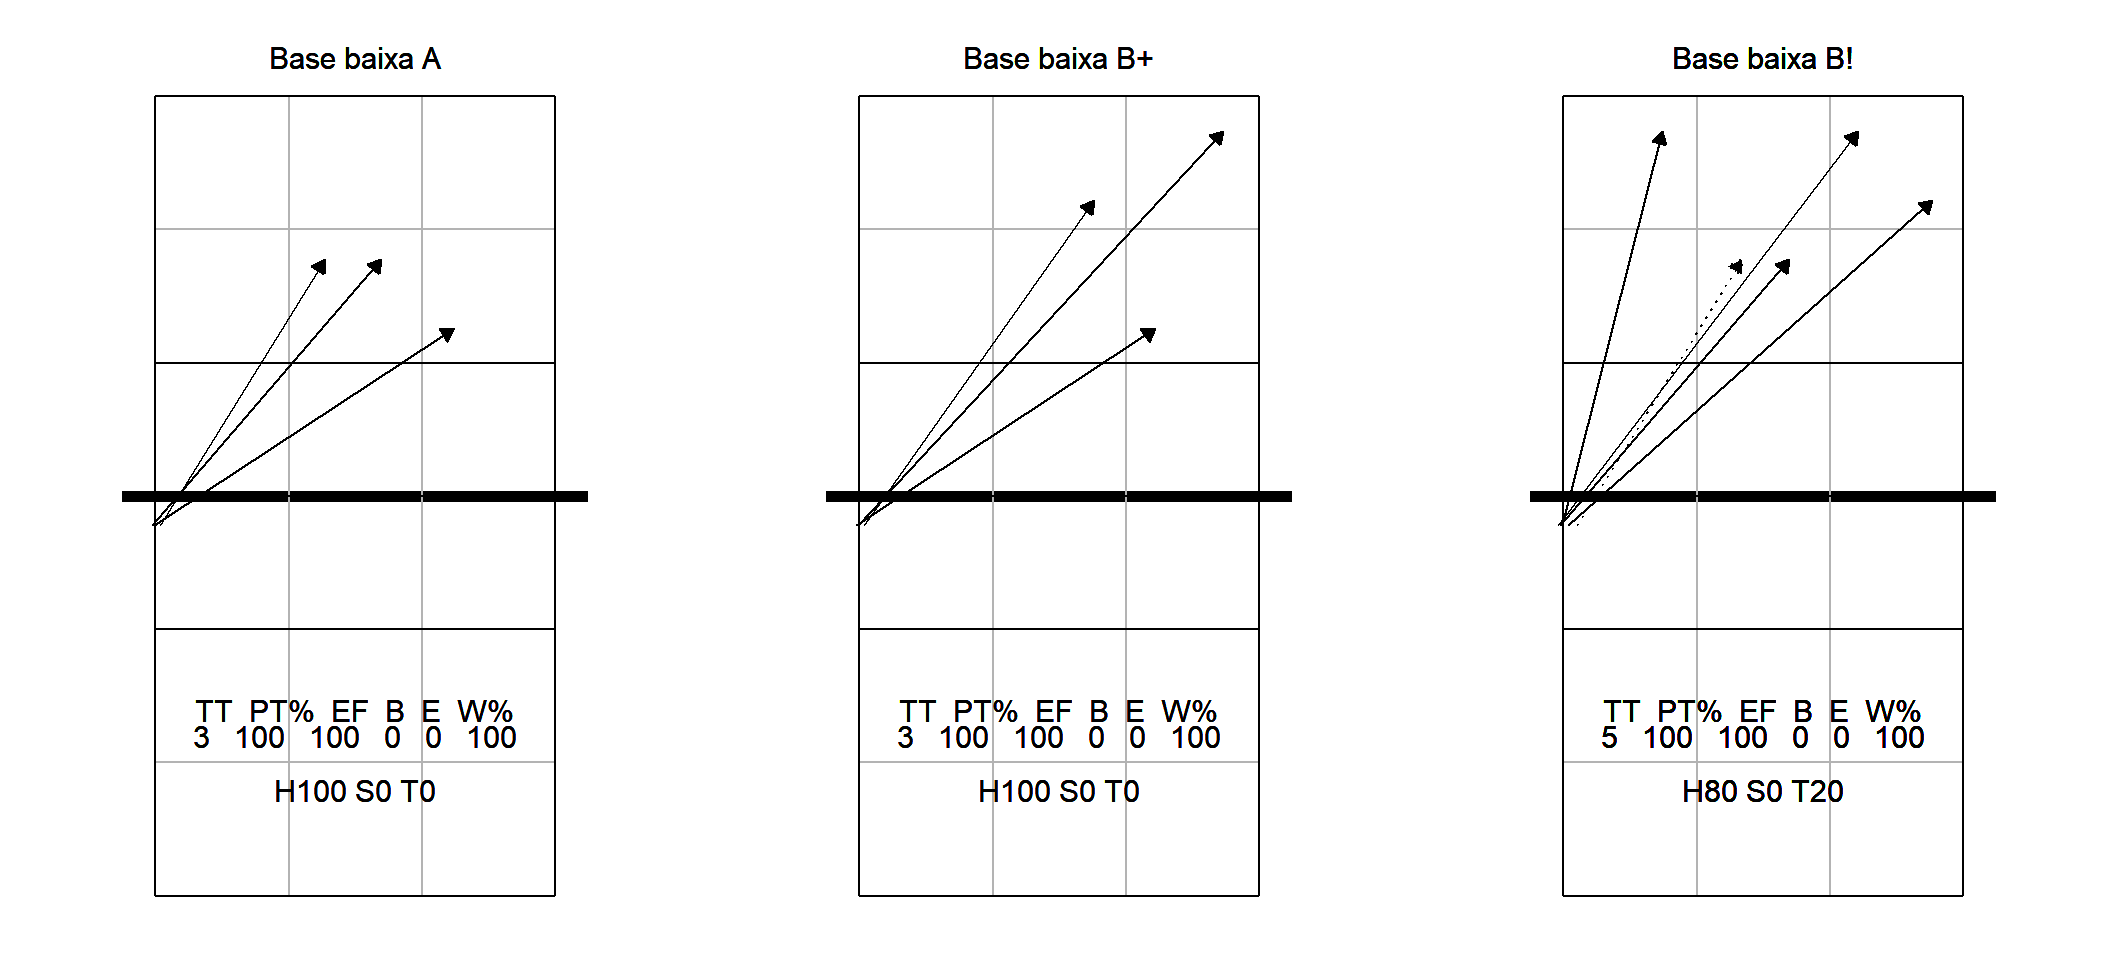 Base baixa A
TT PT% EF B E W%
3 100 100 0 0 100
H100 S0 T0
Base baixa B+
TT PT% EF B E W%
3 100 100 0 0 100
H100 S0 T0
Base baixa B!
TT PT% EF B E W%
5 100 100 0 0 100
H80 S0 T20